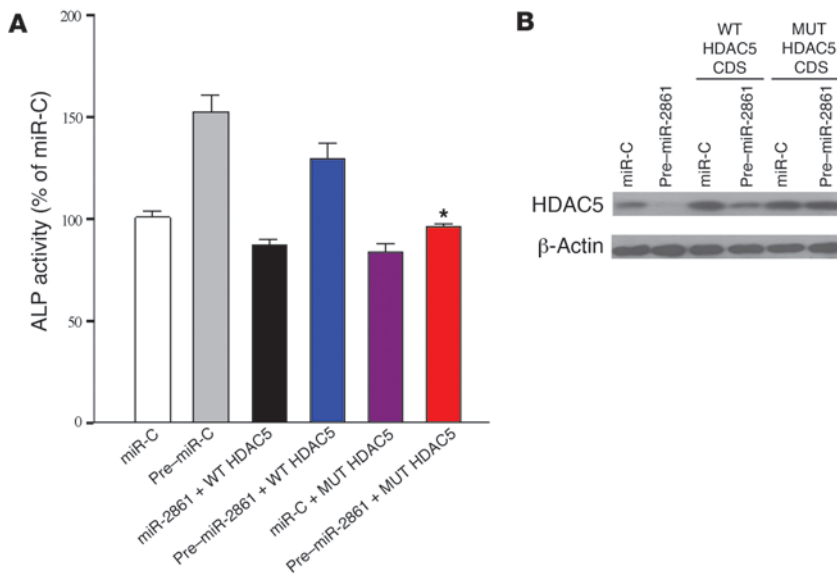 A
ALP activity (% of miR-C)
200
150
100
50
0
miR-C
Pre–miR-C
miR-2861 + WT HDAC5
Pre–miR-2861 + WT HDAC5
miR-C + MUT HDAC5
Pre–miR-2861 + MUT HDAC5
*
B
WT
HDAC5
CDS
MUT
HDAC5
CDS
miR-C
Pre–miR-2861
miR-C
Pre–miR-2861
miR-C
Pre–miR-2861
HDAC5
β-Actin